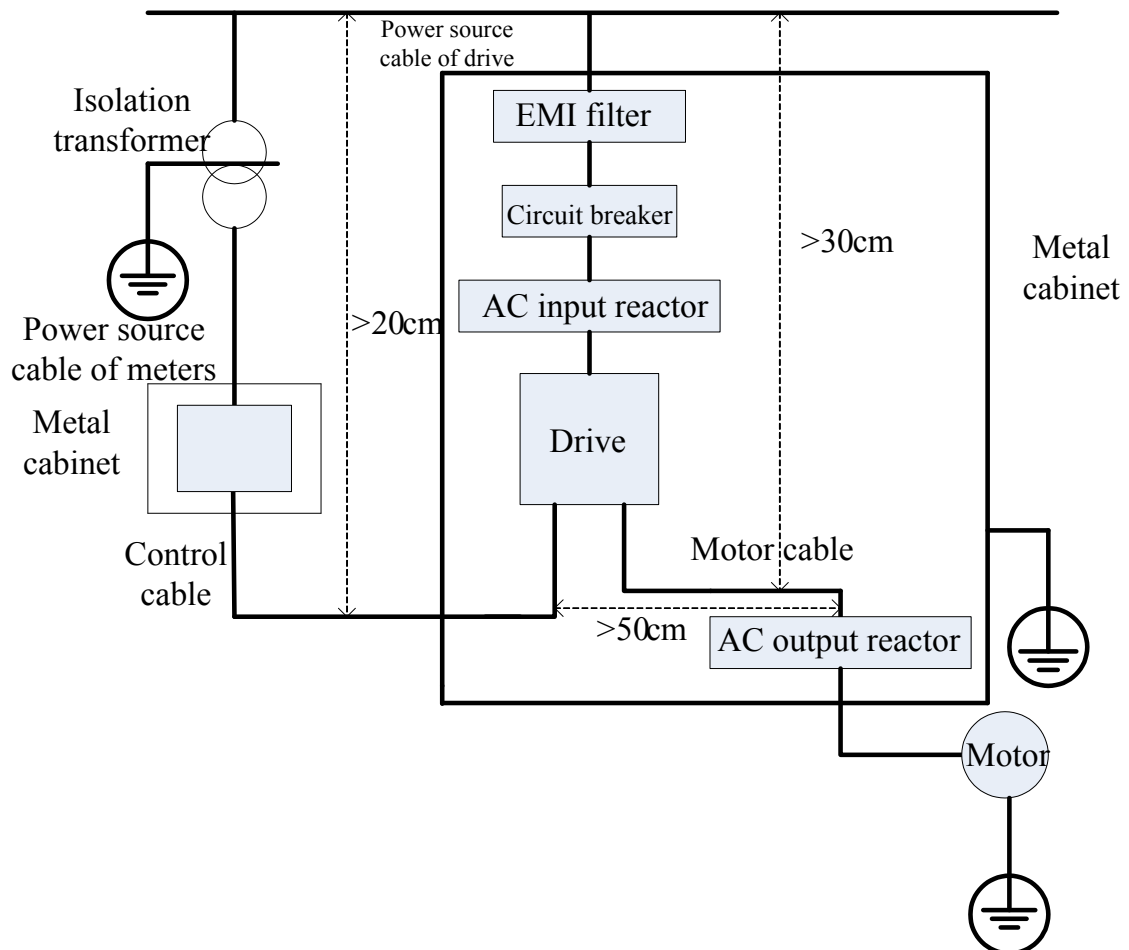 Power source
cable of drive
Isolation
transformer
EMI filter
Circuit breaker
>30cm
Metal
cabinet
AC input reactor
>20cm
Power source
cable of meters
Metal
cabinet
Drive
Control
cable
Motor cable
>50cm
AC output reactor
Motor